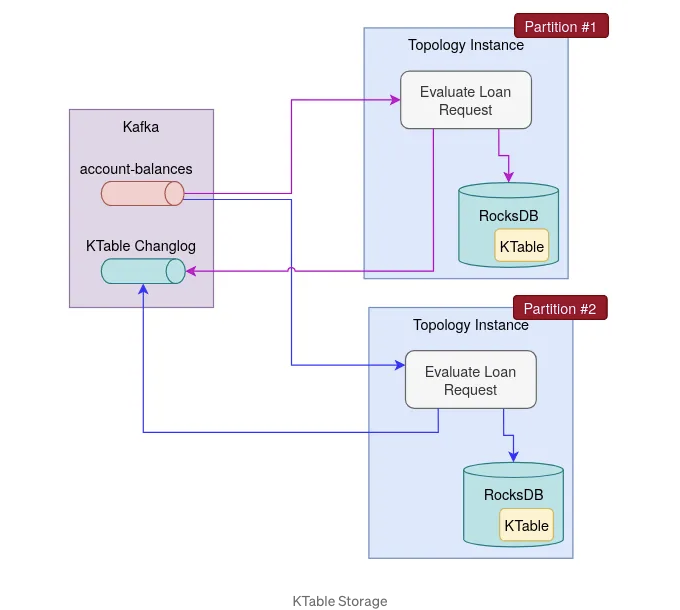 Partition #1
Topology Instance
Evaluate Loan
Request
Kafka
account-balances
RocksDB
KTable
KTable Changlog
Partition #2
Topology Instance
Evaluate Loan
Request
RocksDB
KTable
KTable Storage